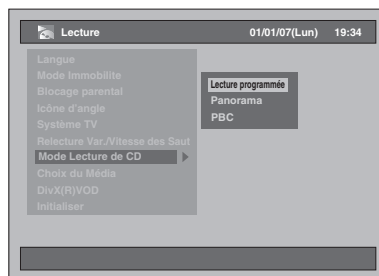 Lecture 01/01/07(Lun) 19:34
Langue
Mode Immobilite
Blocage parental
Icône d'angle
Système TV
Relecture Var./Vitesse des Saut
Mode Lecture de CD
Choix du Média
DivX(R)VOD
Initialiser
Lecture programmée
Panorama
PBC